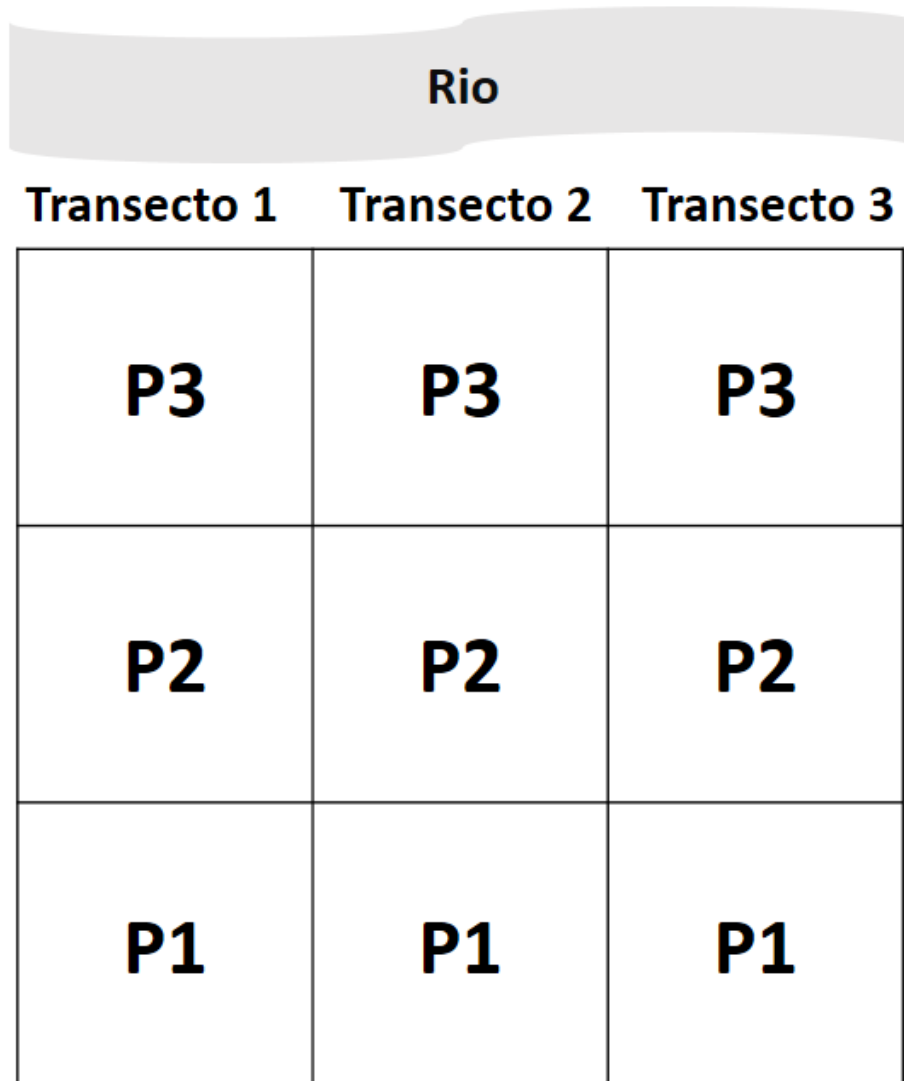 Rio
Transecto 1 Transecto 2 Transecto 3
P3 P3 P3
P2 P2 P2
P1 P1 P1